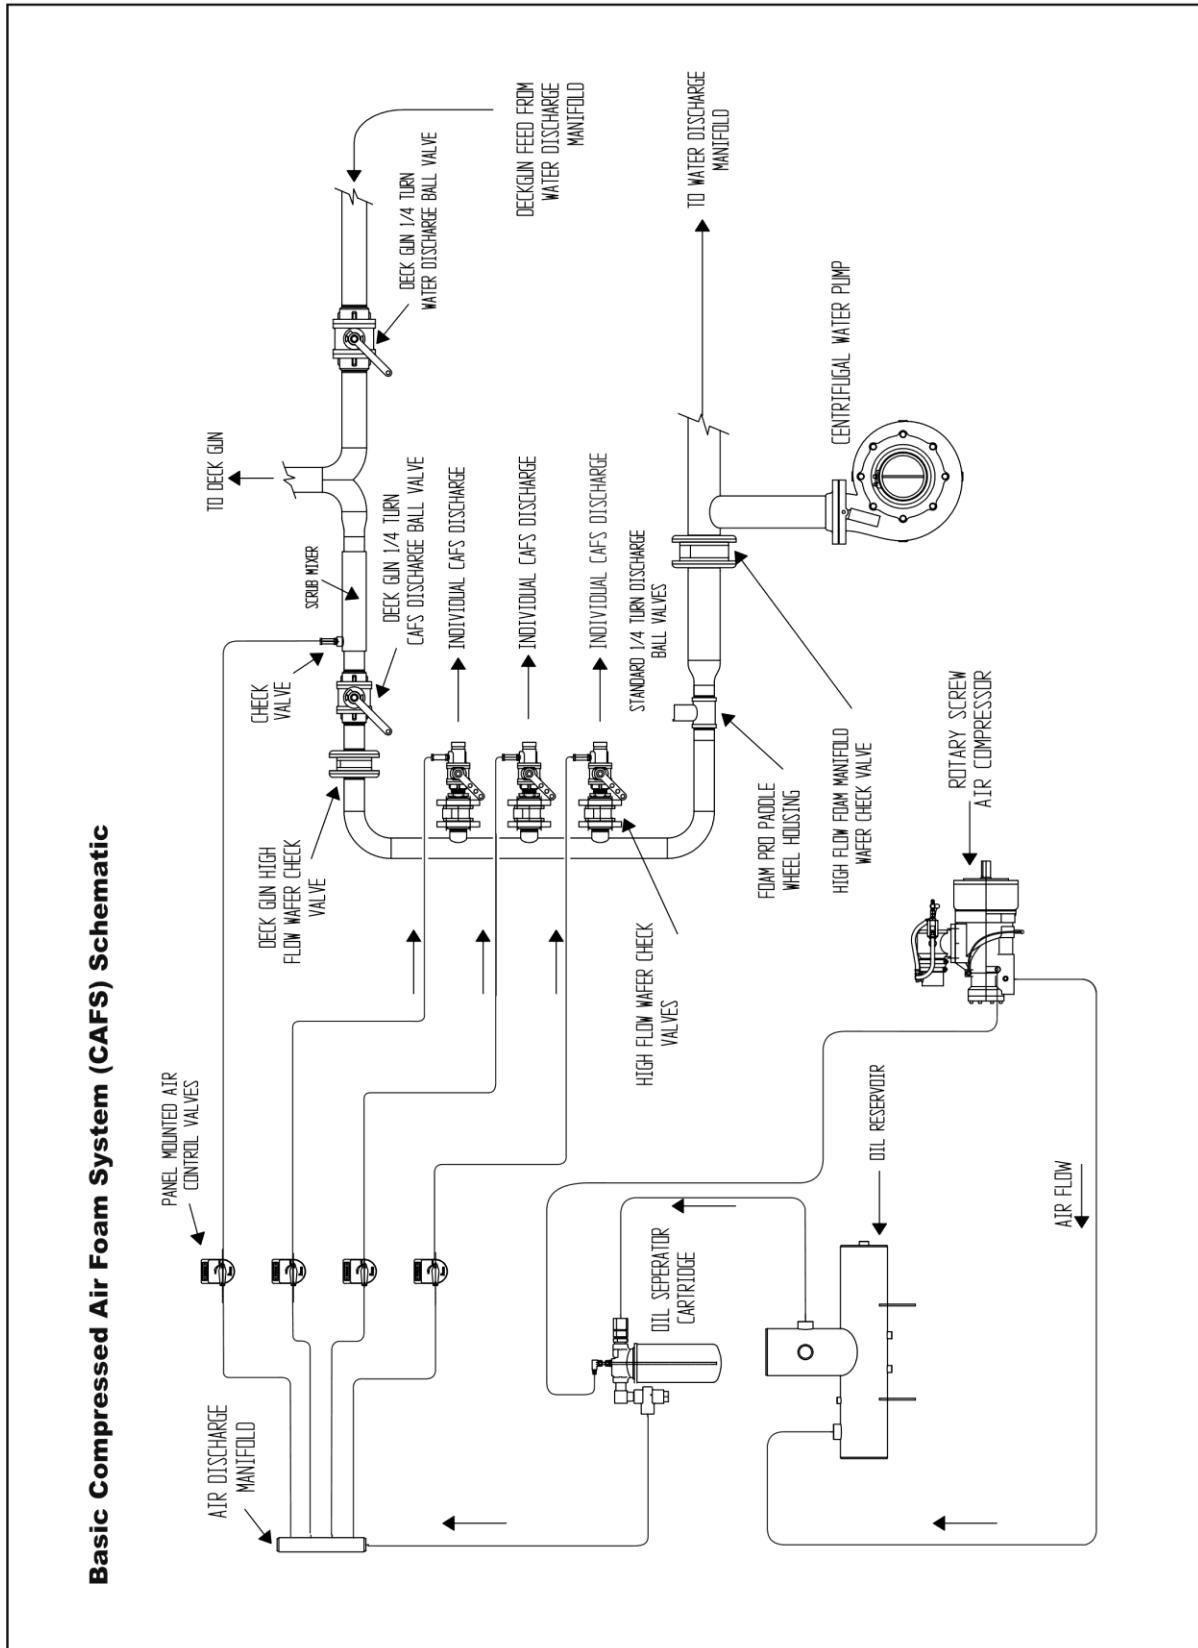 Basic Compressed Air Foam System (CAFS) Schematic
AIR DISCHARGE
MANIFOLD
PANEL MOUNTED AIR
CONTROL VALVES
DECK GUN HIGH
FLOW WAFER CHECK
VALVE
CHECK
VALVE
SCRUB MIXER
TO DECK GUN
DECK GUN 1/4 TURN
CAFS DISCHARGE BALL VALVE
DECK GUN 1/4 TURN
WATER DISCHARGE BALL VALVE
DECKGUN FEED FROM
WATER DISCHARGE
MANIFOLD
INDIVIDUAL CAFS DISCHARGE
INDIVIDUAL CAFS DISCHARGE
INDIVIDUAL CAFS DISCHARGE
STANDARD 1/4 TURN DISCHARGE
BALL VALVES
TO WATER DISCHARGE
MANIFOLD
HIGH FLOW WAFER CHECK
VALVES
FOAM PRO PADDLE
WHEEL HOUSING
HIGH FLOW FOAM MANIFOLD
WAFER CHECK VALVE
CENTRIFUGAL WATER PUMP
OIL SEPERATOR
CARTRIDGE
OIL RESERVOIR
ROTARY SCREW
AIR COMPRESSOR
AIR FLOW